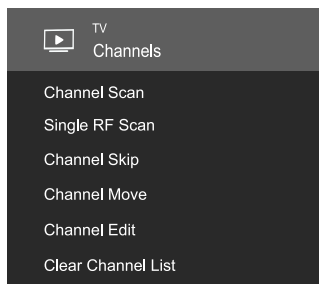 TV
Channels
Channel Scan
Single RF Scan
Channel Skip
Channel Move
Channel Edit
Clear Channel List